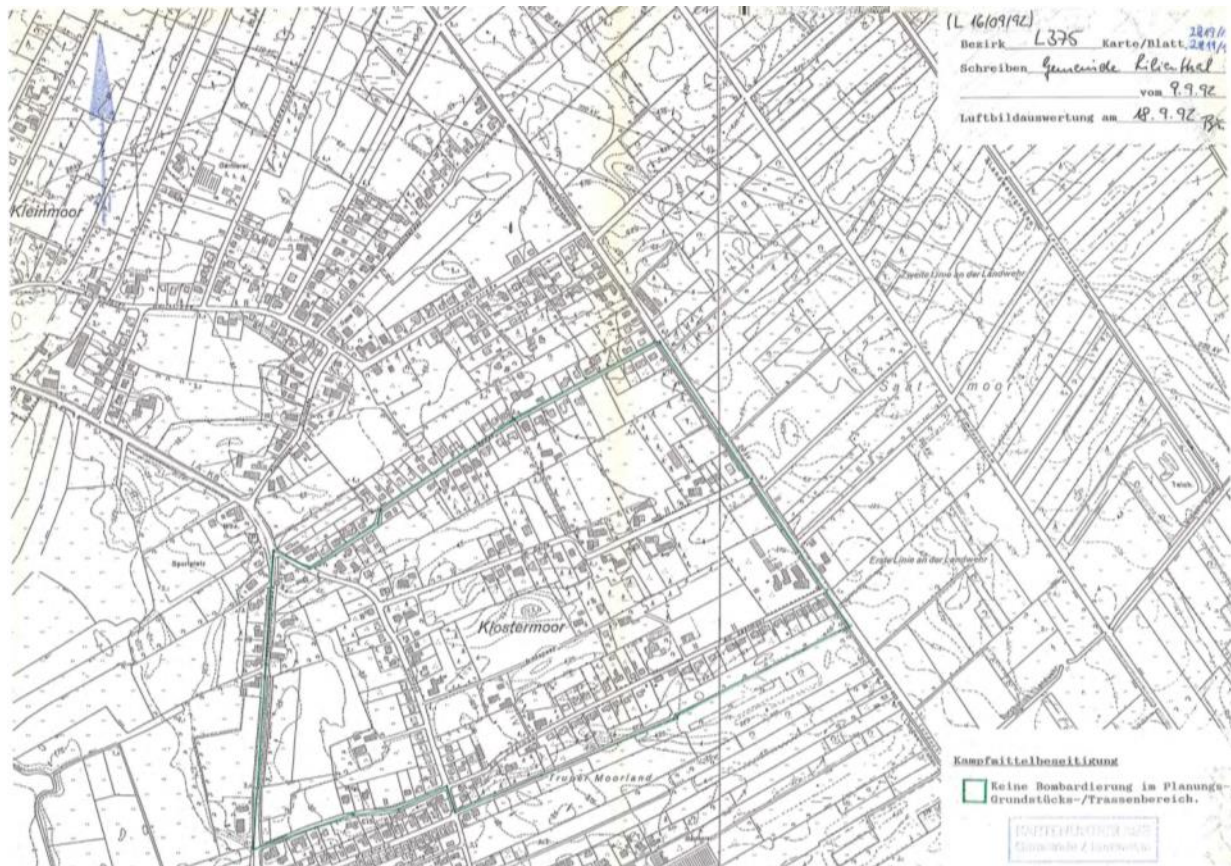 (L 16/09/92)
Bezirk L375 Karte/Blatt
Schreiben Gemeinde Lilienthal
vom 9.9.92
Luftbildauswertung am 18.9.92
Kleinmoor
Gärtnerei
Zweite Linie an der Landwehr
Saatmoor
Teich
Sportplatz
Erste Linie an der Landwehr
Klostermoor
Truper Moorland
Kampfmittelbeseitigung
Keine Bombardierung im Planungs-
Grundstücks-/Trassenbereich.